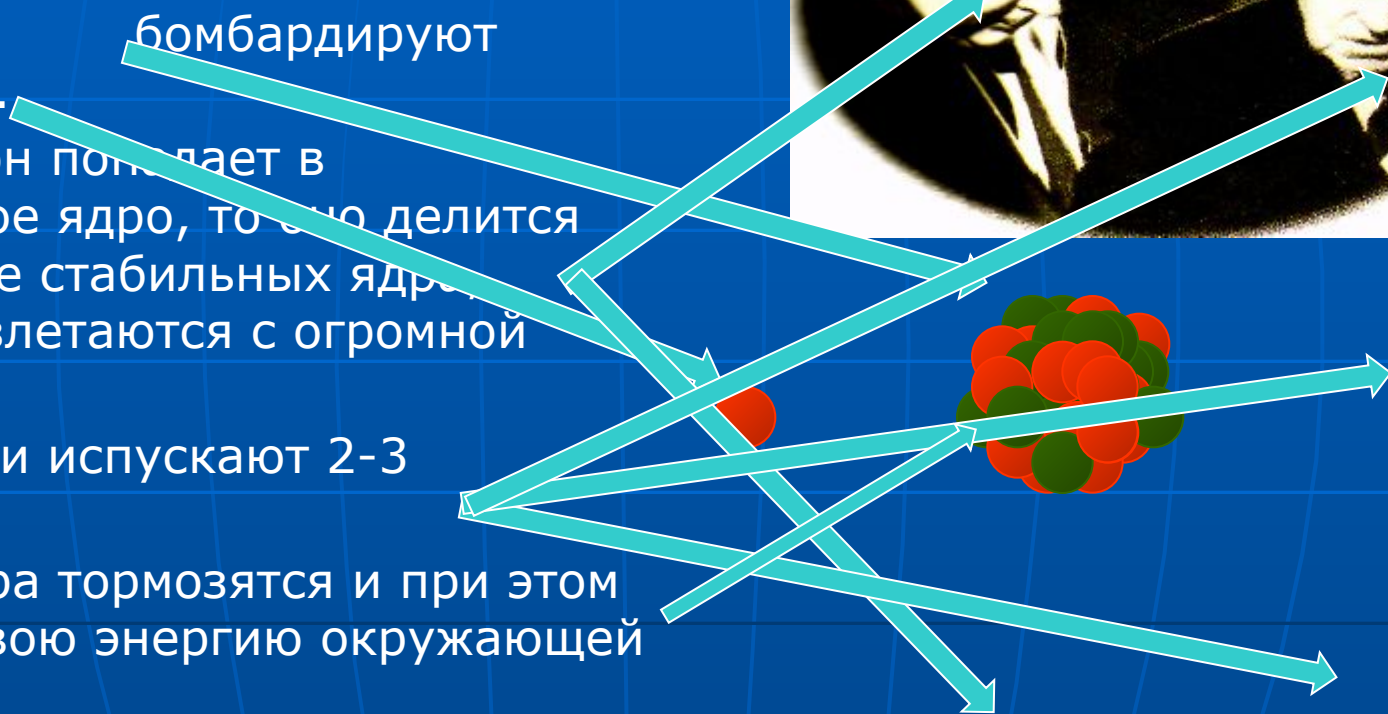 бомбардируют
.
он попадает в
ре ядро, то оно делится
е стабильных ядра,
злетаются с огромной
и испускают 2-3
ра тормозятся и при этом
вою энергию окружающей